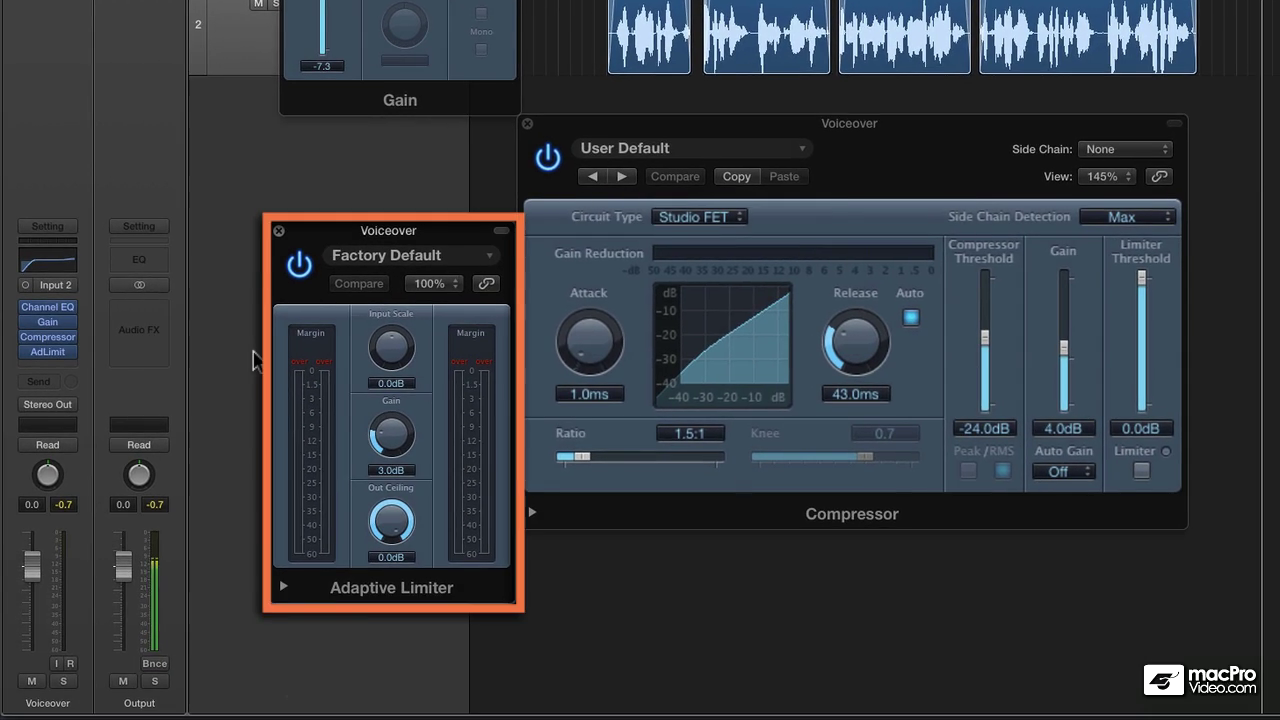 2
M S
-7.3
Mono
Gain
Voiceover
User Default
Side Chain: None
Compare Copy Paste
View: 145%
Circuit Type Studio FET
Side Chain Detection Max
Gain Reduction
-dB 50 45 40 35 30 25 20 18 16 14 12 10 8 6 5 4 3 2 1 .5 0
Compressor Threshold
Gain
Limiter Threshold
Attack
dB
-10
-20
-30
-40
-40 -30 -20 -10 dB
Release
Auto
1.0ms
43.0ms
Ratio 1.5:1
Knee 0.7
-24.0dB
4.0dB
0.0dB
Peak /RMS
Auto Gain
Off
Limiter
Compressor
Voiceover
Factory Default
Compare 100%
Input Scale
Margin
Margin
over over
over over
0
1.5
3
6
9
12
15
20
25
30
35
40
50
60
0
1.5
3
6
9
12
15
20
25
30
35
40
50
60
0.0dB
Gain
3.0dB
Out Ceiling
0.0dB
Adaptive Limiter
Setting
Setting
EQ
Input 2
Channel EQ
Gain
Compressor
AdLimit
Audio FX
Send
Stereo Out
Read
Read
0.0 -0.7
0.0 -0.7
I R
Bnce
M S
M S
Voiceover
Output
macPro
Video.com